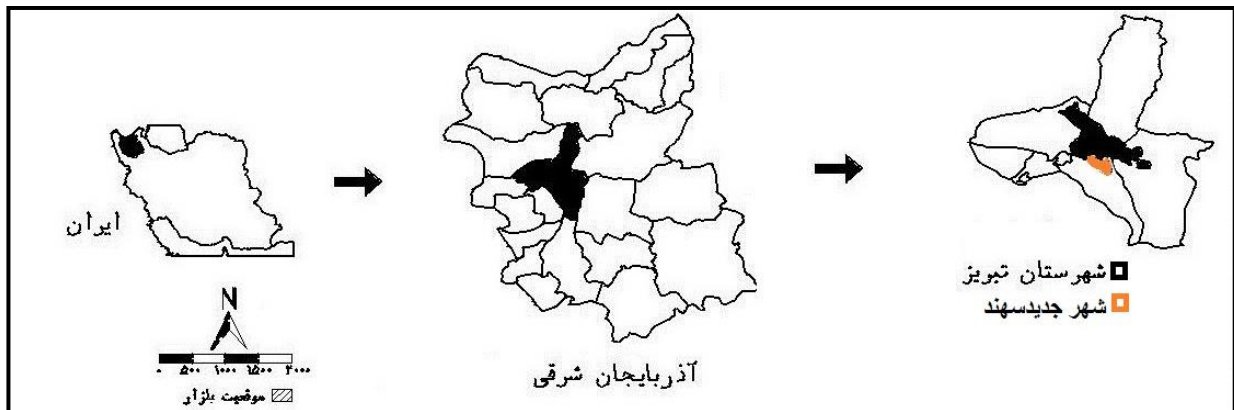 ایران
N
۰ ۵۰۰ ۱۰۰۰ ۱۵۰۰ ۲۰۰۰
موقعیت بازار
آذربایجان شرقی
شهرستان تبریز
شهر جدیدسهند